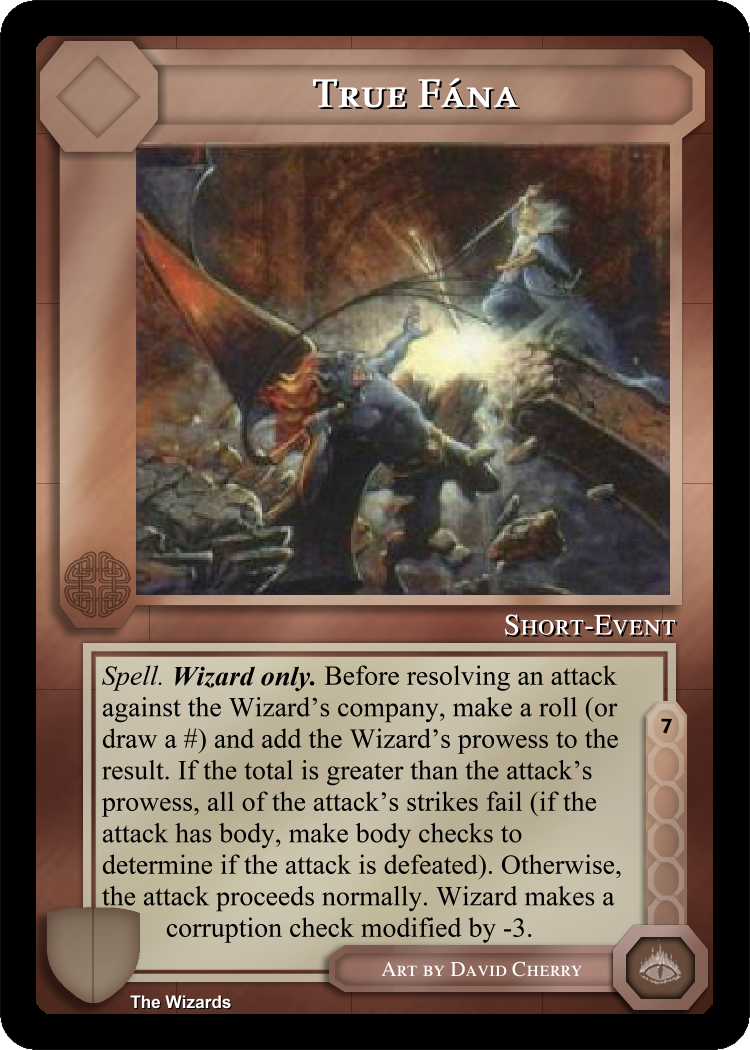 True Fána
Short-Event
Spell. Wizard only. Before resolving an attack
against the Wizard's company, make a roll (or
draw a #) and add the Wizard's prowess to the
result. If the total is greater than the attack's
prowess, all of the attack's strikes fail (if the
attack has body, make body checks to
determine if the attack is defeated). Otherwise,
the attack proceeds normally. Wizard makes a
corruption check modified by -3.
7
Art by David Cherry
The Wizards